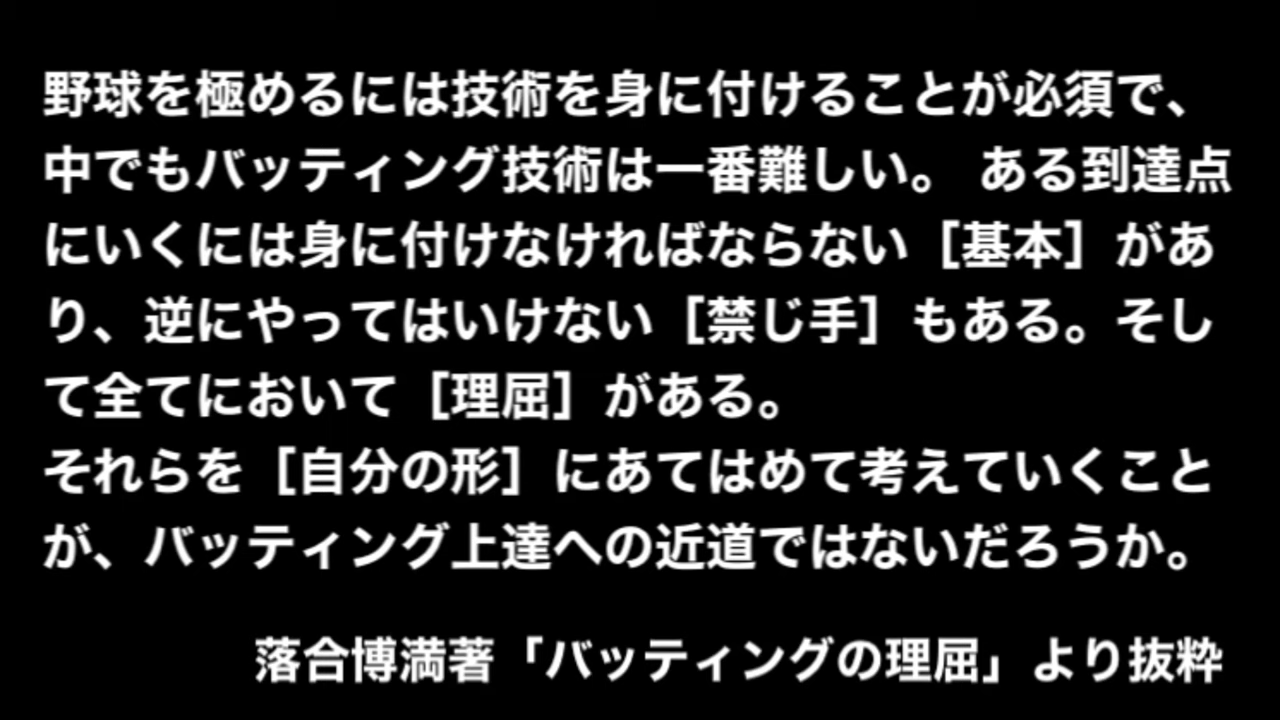 野球を極めるには技術を身に付けることが必須で、
中でもバッティング技術は一番難しい。 ある到達点
にいくには身に付けなければならない［基本］があ
り、逆にやってはいけない［禁じ手］もある。そし
て全てにおいて［理屈］がある。
それらを［自分の形］にあてはめて考えていくこと
が、バッティング上達への近道ではないだろうか。
落合博満著「バッティングの理屈」より抜粋